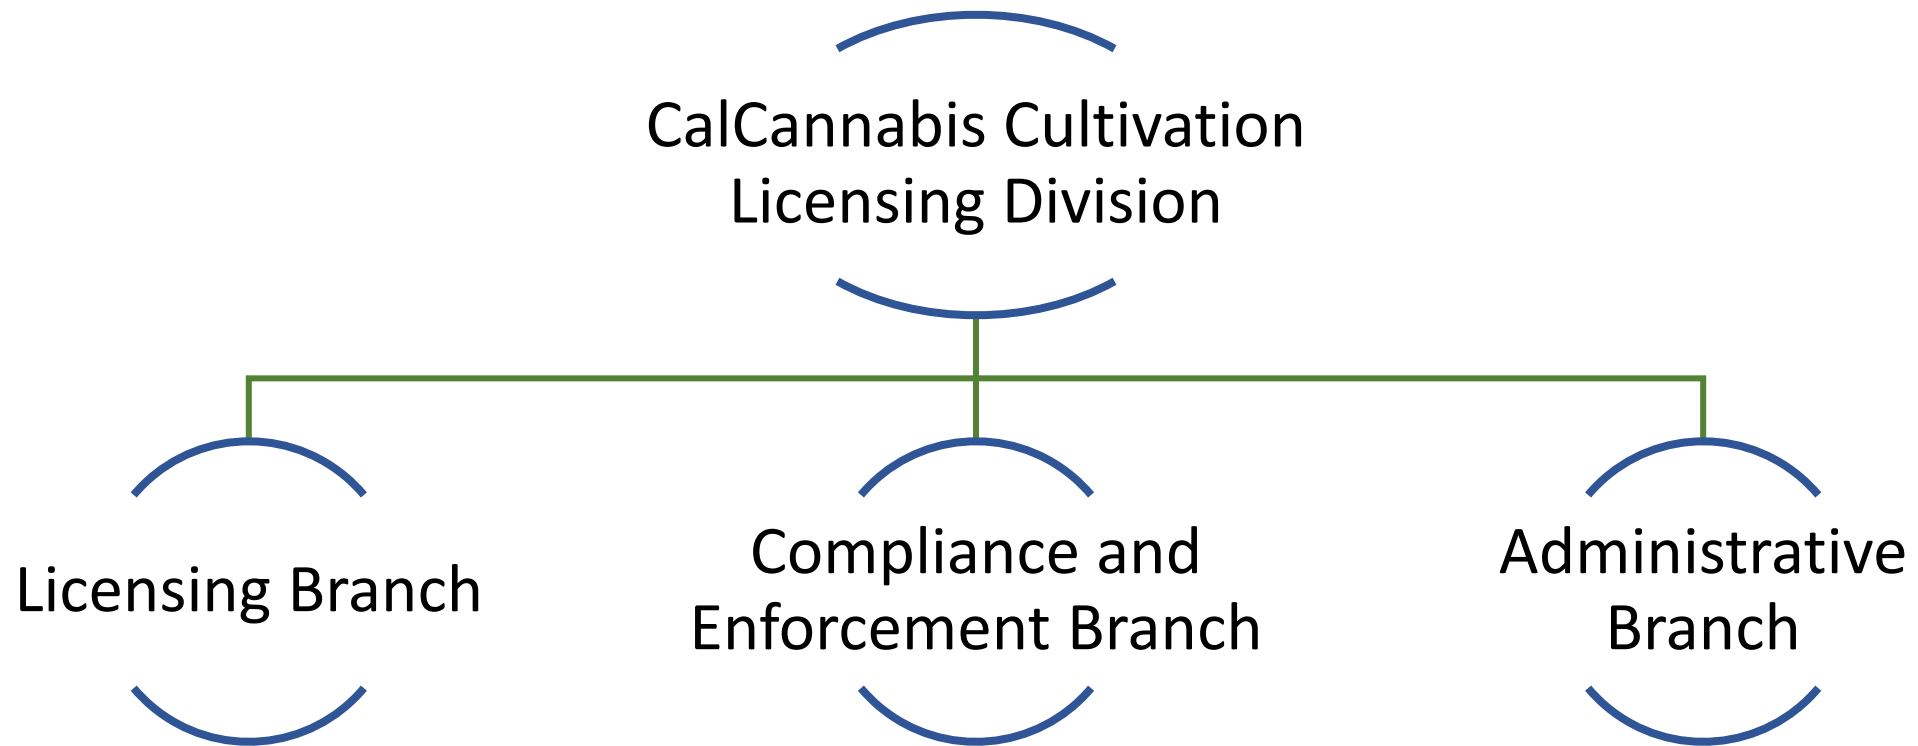 CalCannabis Cultivation
Licensing Division
Licensing Branch
Compliance and
Enforcement Branch
Administrative
Branch